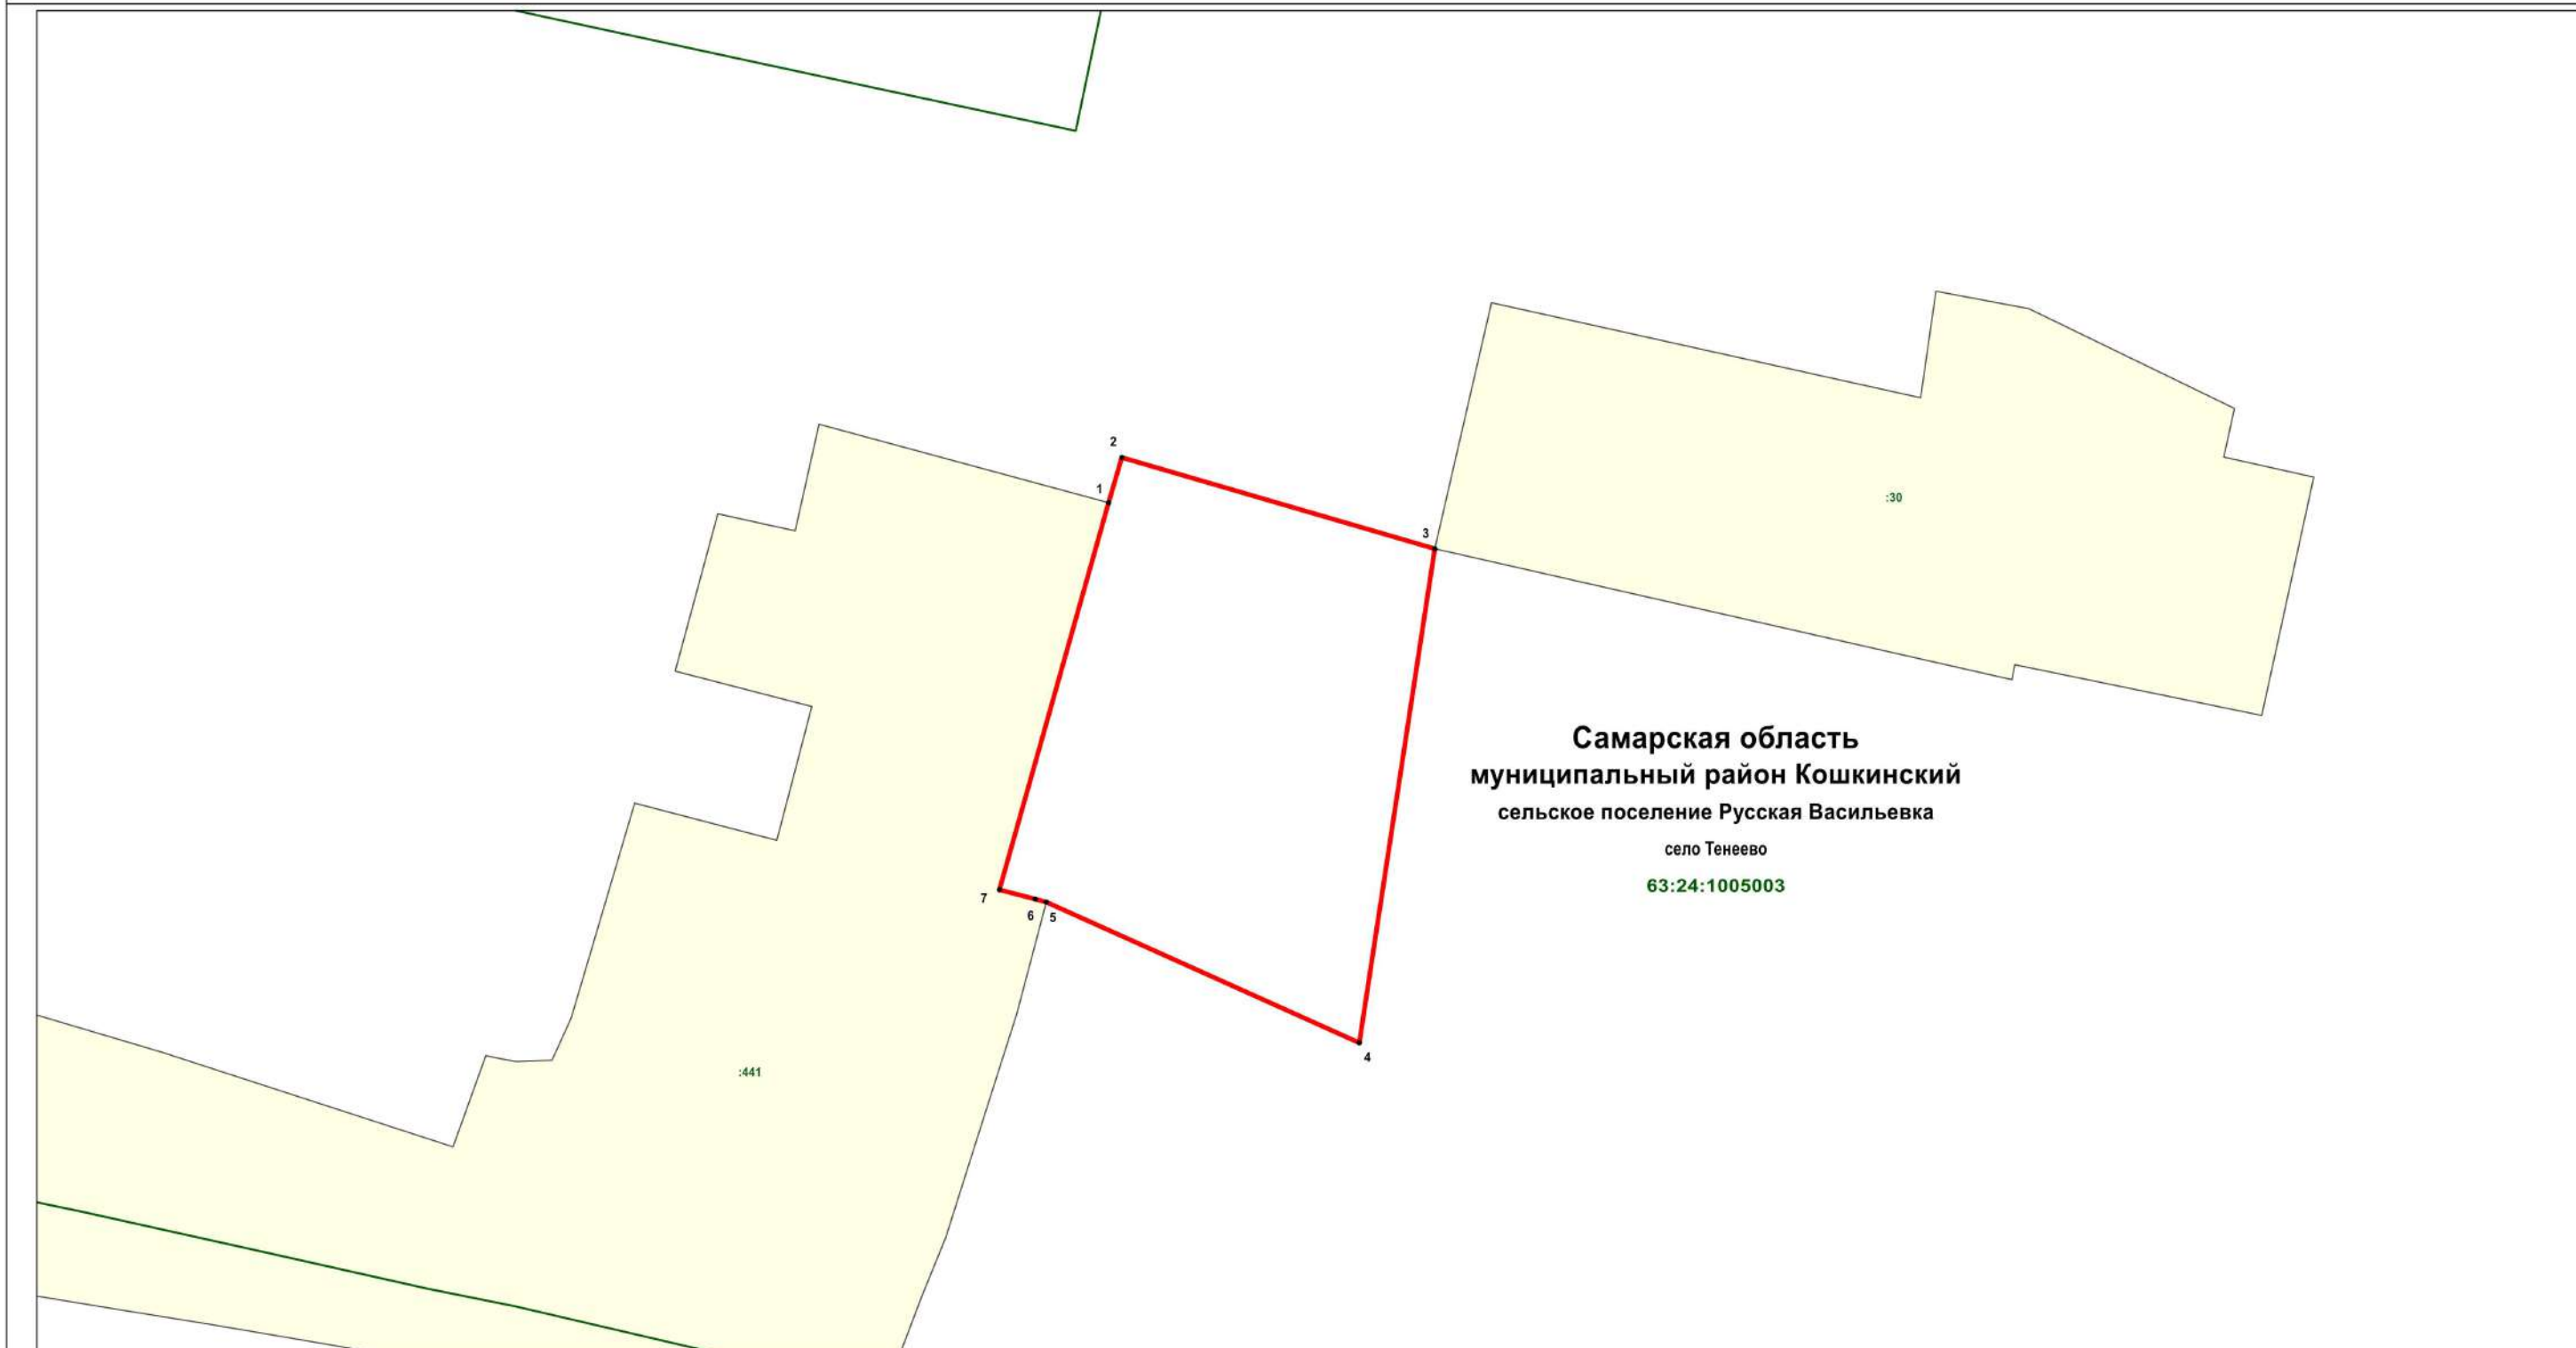 2
1
3
:30
Самарская область
муниципальный район Кошкинский
сельское поселение Русская Васильевка
село Тенеево
63:24:1005003
7
6
5
4
:441